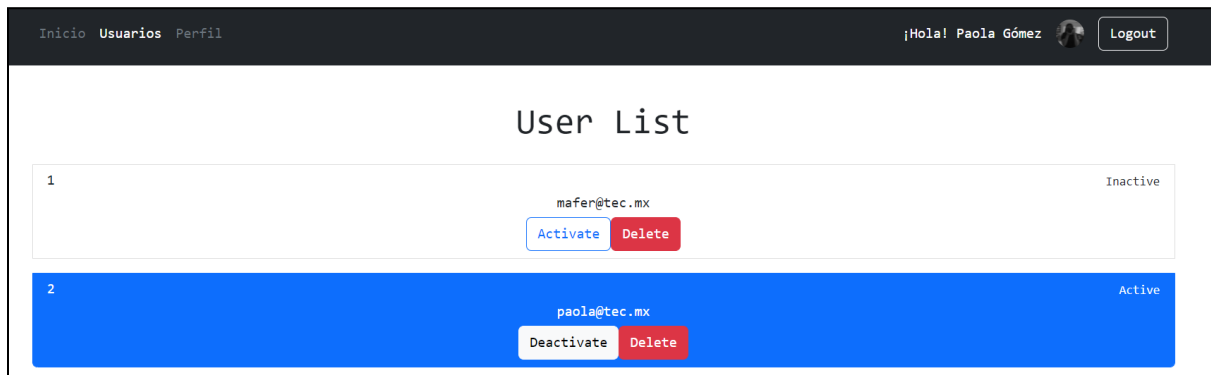 Inicio Usuarios Perfil ¡Hola! Paola Gómez Logout
User List
1 Inactive
mafer@tec.mx
Activate Delete
2 Active
paola@tec.mx
Deactivate Delete